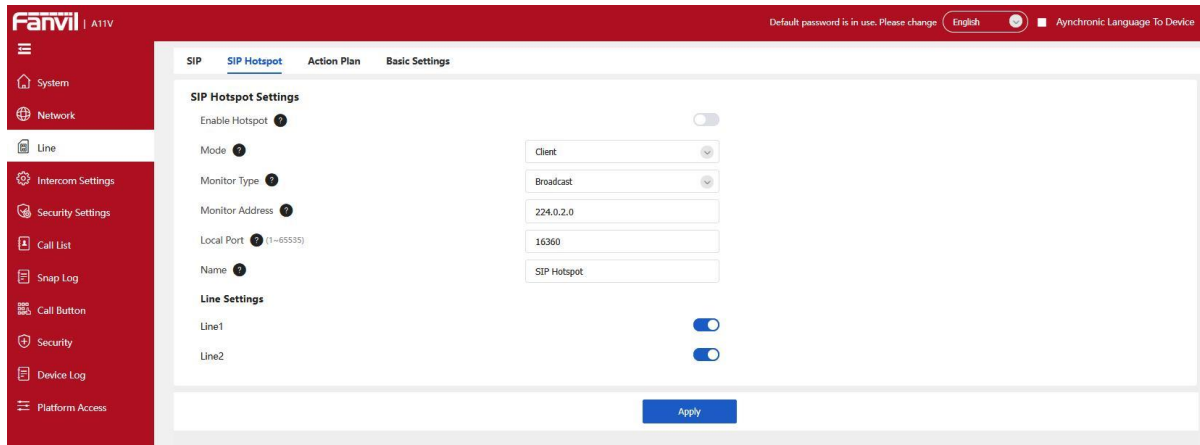 Fanvil | A11V
Default password is in use. Please change English Aynchronic Language To Device
System
Network
Line
Intercom Settings
Security Settings
Call List
Snap Log
Call Button
Security
Device Log
Platform Access
SIP SIP Hotspot Action Plan Basic Settings
SIP Hotspot Settings
Enable Hotspot ?
Mode ? Client
Monitor Type ? Broadcast
Monitor Address ? 224.0.2.0
Local Port ? (1~65535) 16360
Name ? SIP Hotspot
Line Settings
Line1
Line2
Apply